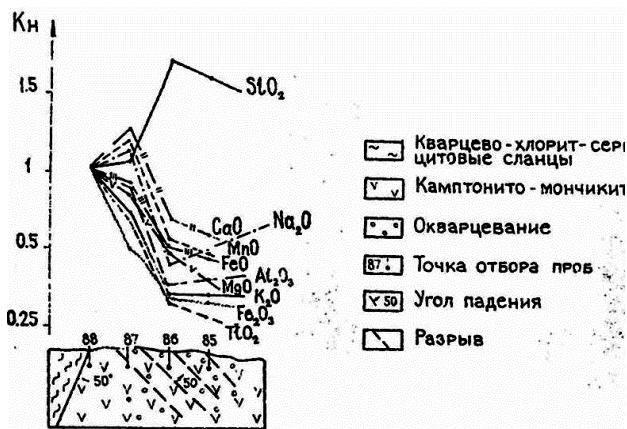 Кн
1.5
SiO₂
1
CaO
Na₂O
MnO
0.5
FeO
Al₂O₃
MgO
K₂O
Fe₂O₃
0.25
TiO₂
88 87 86 85
50° 50°
Кварцево-хлорит-сери
цитовые сланцы
Камптонито-мончикит
Окварцевание
87 Точка отбора проб
50 Угол падения
Разрыв